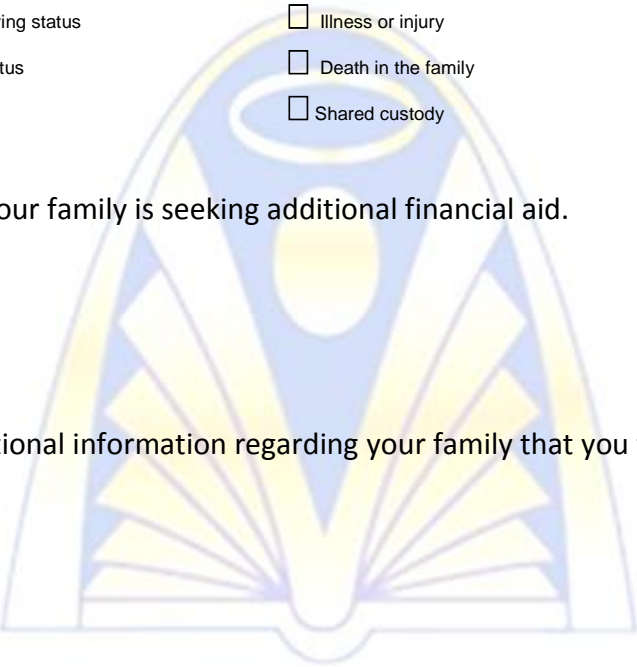 ing status ☐ Illness or injury
tus ☐ Death in the family
☐ Shared custody
our family is seeking additional financial aid.
tional information regarding your family that you